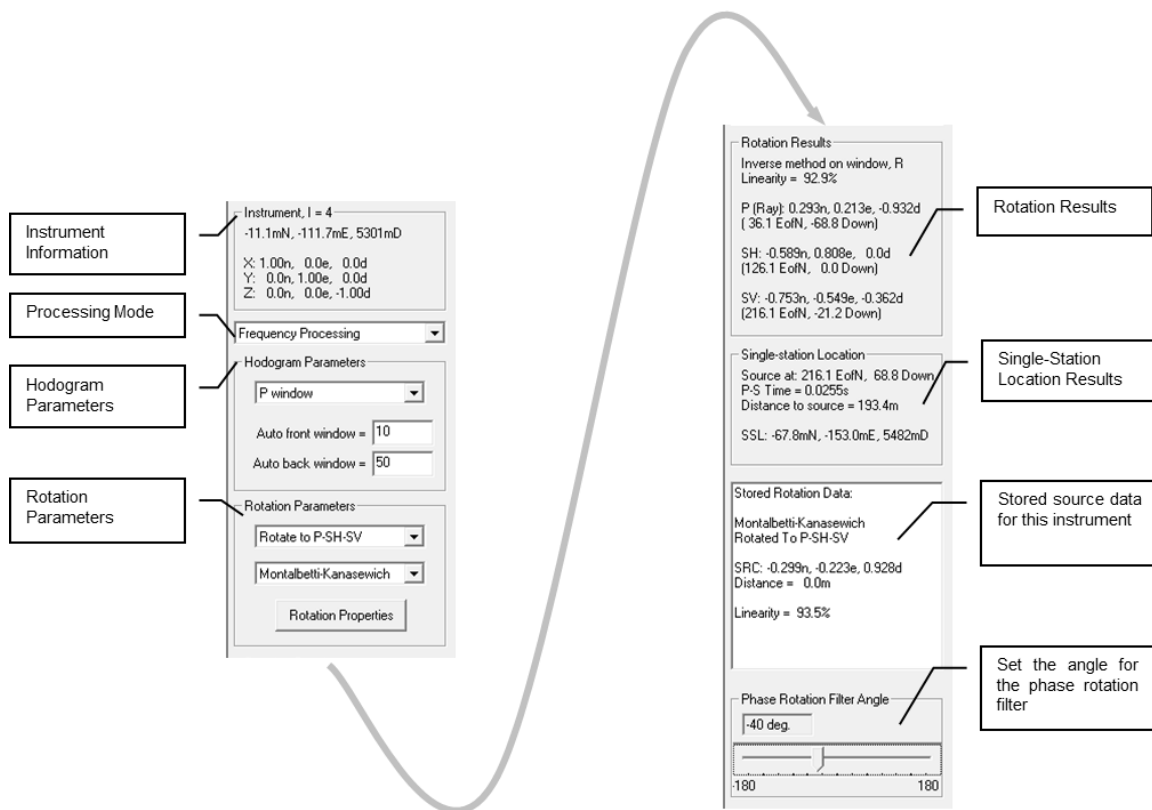 Instrument
Information
Processing Mode
Hodogram
Parameters
Rotation
Parameters
Instrument, I = 4
-11.1mN, -111.7mE, 5301mD
X: 1.00n, 0.0e, 0.0d
Y: 0.0n, 1.00e, 0.0d
Z: 0.0n, 0.0e, -1.00d
Frequency Processing
Hodogram Parameters
P window
Auto front window = 10
Auto back window = 50
Rotation Parameters
Rotate to P-SH-SV
Montalbetti-Kanasewich
Rotation Properties
Rotation Results
Inverse method on window, R
Linearity = 92.9%
P (Ray): 0.293n, 0.213e, -0.932d
( 36.1 EofN, -68.8 Down)
SH: -0.589n, 0.808e, 0.0d
(126.1 EofN, 0.0 Down)
SV: -0.753n, -0.549e, -0.362d
(216.1 EofN, -21.2 Down)
Single-station Location
Source at: 216.1 EofN, 68.8 Down
P-S Time = 0.0255s
Distance to source = 193.4m
SSL: -67.8mN, -153.0mE, 5482mD
Stored Rotation Data:
Montalbetti-Kanasewich
Rotated To P-SH-SV
SRC: -0.299n, -0.223e, 0.928d
Distance = 0.0m
Linearity = 93.5%
Phase Rotation Filter Angle
-40 deg.
-180 180
Rotation Results
Single-Station
Location Results
Stored source data
for this instrument
Set the angle for
the phase rotation
filter